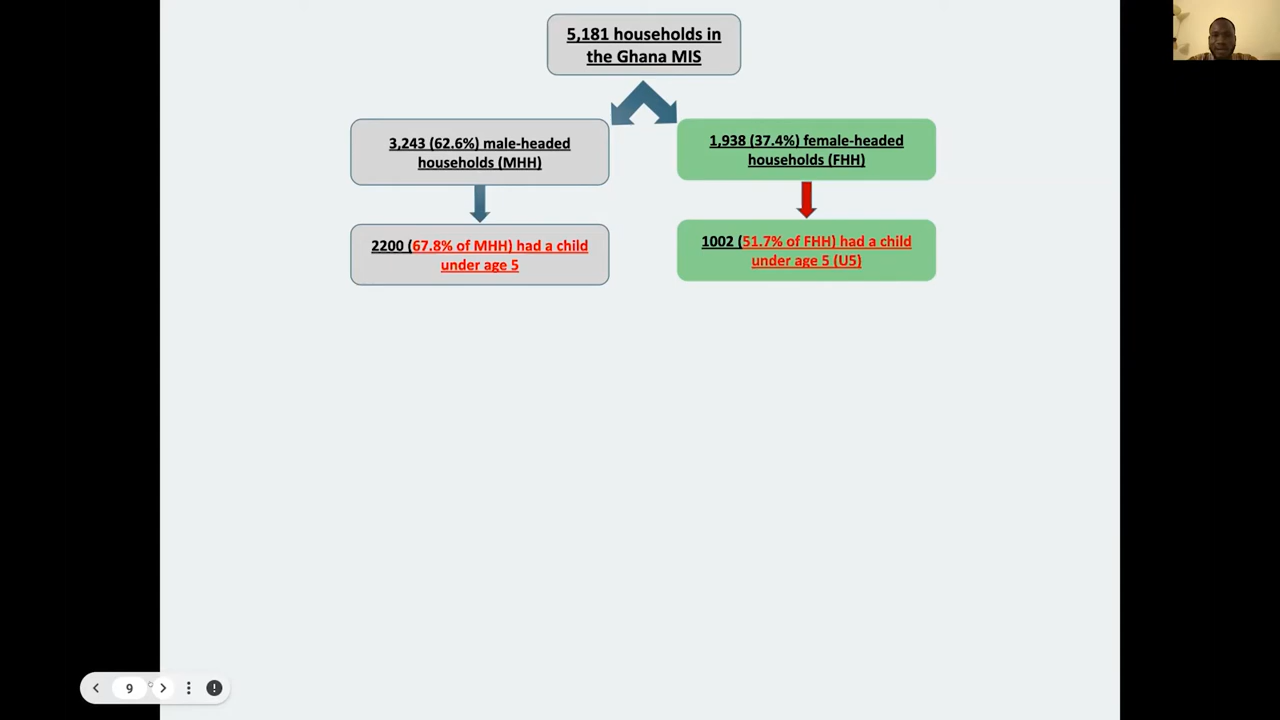 5,181 households in
the Ghana MIS
3,243 (62.6%) male-headed
households (MHH)
1,938 (37.4%) female-headed
households (FHH)
2200 (67.8% of MHH) had a child
under age 5
1002 (51.7% of FHH) had a child
under age 5 (U5)
9